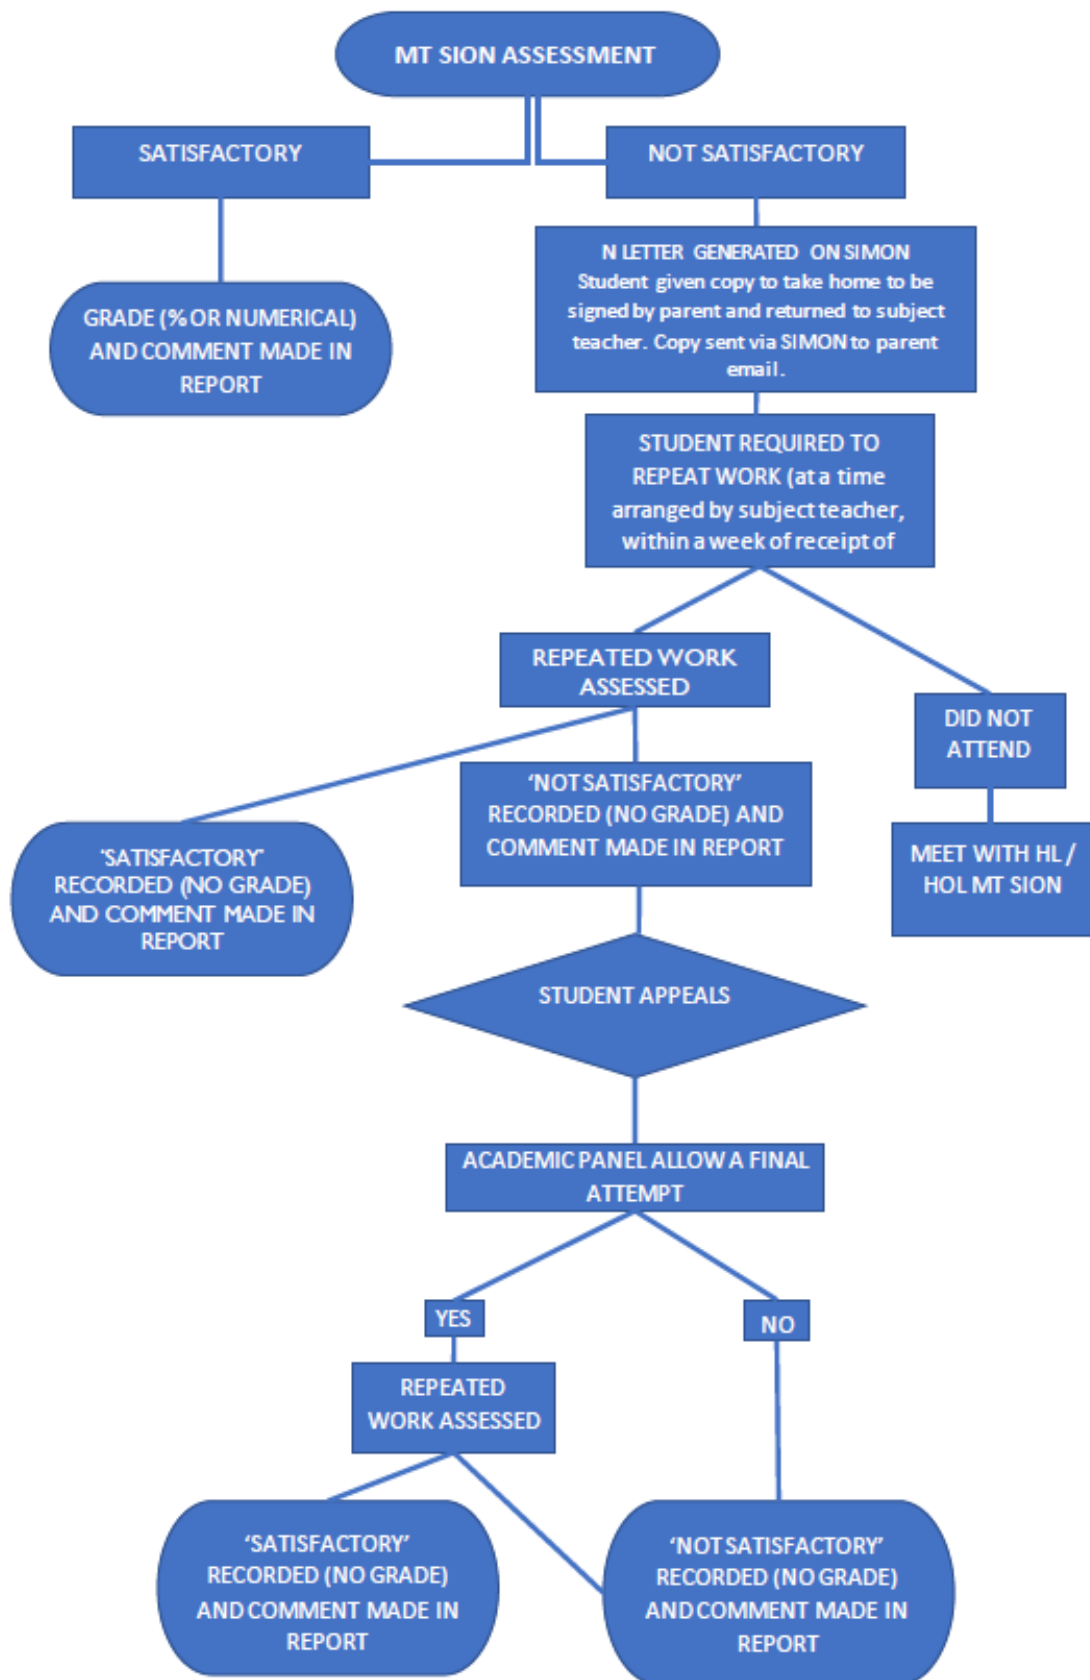 MT SION ASSESSMENT
SATISFACTORY
NOT SATISFACTORY
GRADE (% OR NUMERICAL)
AND COMMENT MADE IN
REPORT
N LETTER GENERATED ON SIMON
Student given copy to take home to be
signed by parent and returned to subject
teacher. Copy sent via SIMON to parent
email.
STUDENT REQUIRED TO
REPEAT WORK (at a time
arranged by subject teacher,
within a week of receipt of
REPEATED WORK
ASSESSED
DID NOT
ATTEND
'NOT SATISFACTORY'
RECORDED (NO GRADE) AND
COMMENT MADE IN REPORT
MEET WITH HL /
HOL MT SION
'SATISFACTORY'
RECORDED (NO GRADE)
AND COMMENT MADE IN
REPORT
STUDENT APPEALS
ACADEMIC PANEL ALLOW A FINAL
ATTEMPT
YES
NO
REPEATED
WORK ASSESSED
'SATISFACTORY'
RECORDED (NO GRADE)
AND COMMENT MADE IN
REPORT
'NOT SATISFACTORY'
RECORDED (NO GRADE)
AND COMMENT MADE IN
REPORT